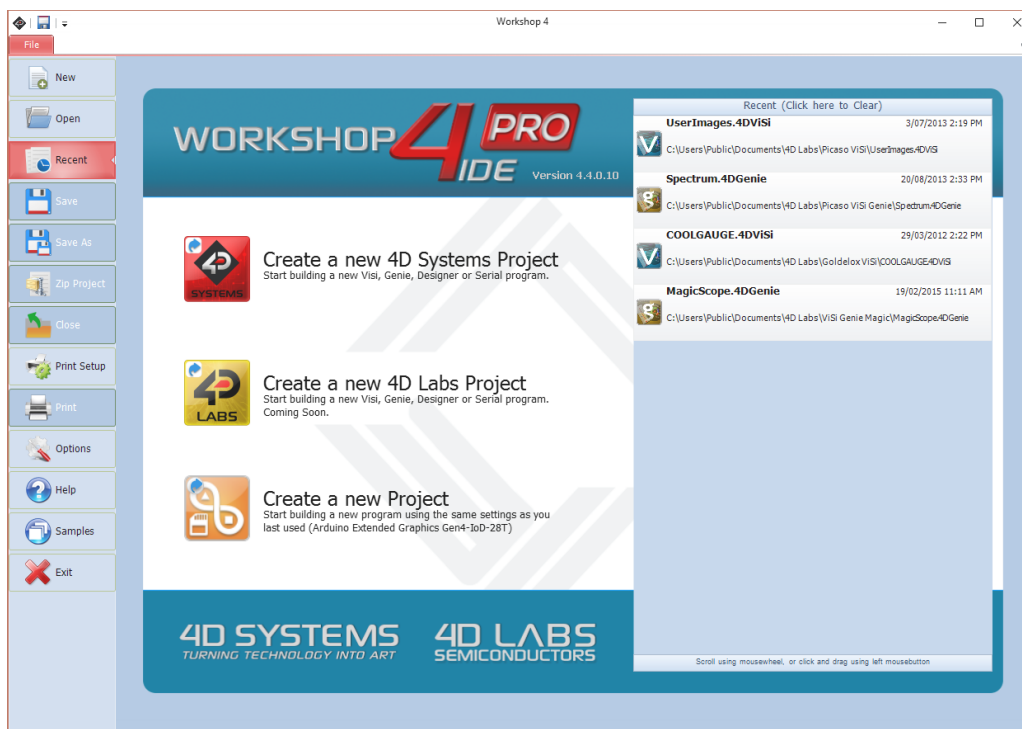 Workshop 4
File
New
Open
Recent
Save
Save As
Zip Project
Close
Print Setup
Print
Options
Help
Samples
Exit
WORKSHOP 4 PRO
IDE Version 4.4.0.10
Create a new 4D Systems Project
Start building a new Visi, Genie, Designer or Serial program.
SYSTEMS
Create a new 4D Labs Project
Start building a new Visi, Genie, Designer or Serial program.
Coming Soon.
4D
LABS
Create a new Project
Start building a new program using the same settings as you
last used (Arduino Extended Graphics Gen4-IoD-28T)
4D SYSTEMS
TURNING TECHNOLOGY INTO ART
4D LABS
SEMICONDUCTORS
Recent (Click here to Clear)
UserImages.4DViSi 3/07/2013 2:19 PM
C:\Users\Public\Documents\4D Labs\Picaso ViSi\UserImages.4DViSi
Spectrum.4DGenie 20/08/2013 2:33 PM
C:\Users\Public\Documents\4D Labs\Picaso ViSi Genie\Spectrum.4DGenie
COOLGAUGE.4DViSi 29/03/2012 2:22 PM
C:\Users\Public\Documents\4D Labs\Goldelox ViSi\COOLGAUGE.4DViSi
MagicScope.4DGenie 19/02/2015 11:11 AM
C:\Users\Public\Documents\4D Labs\ViSi Genie Magic\MagicScope.4DGenie
Scroll using mousewheel, or click and drag using left mousebutton